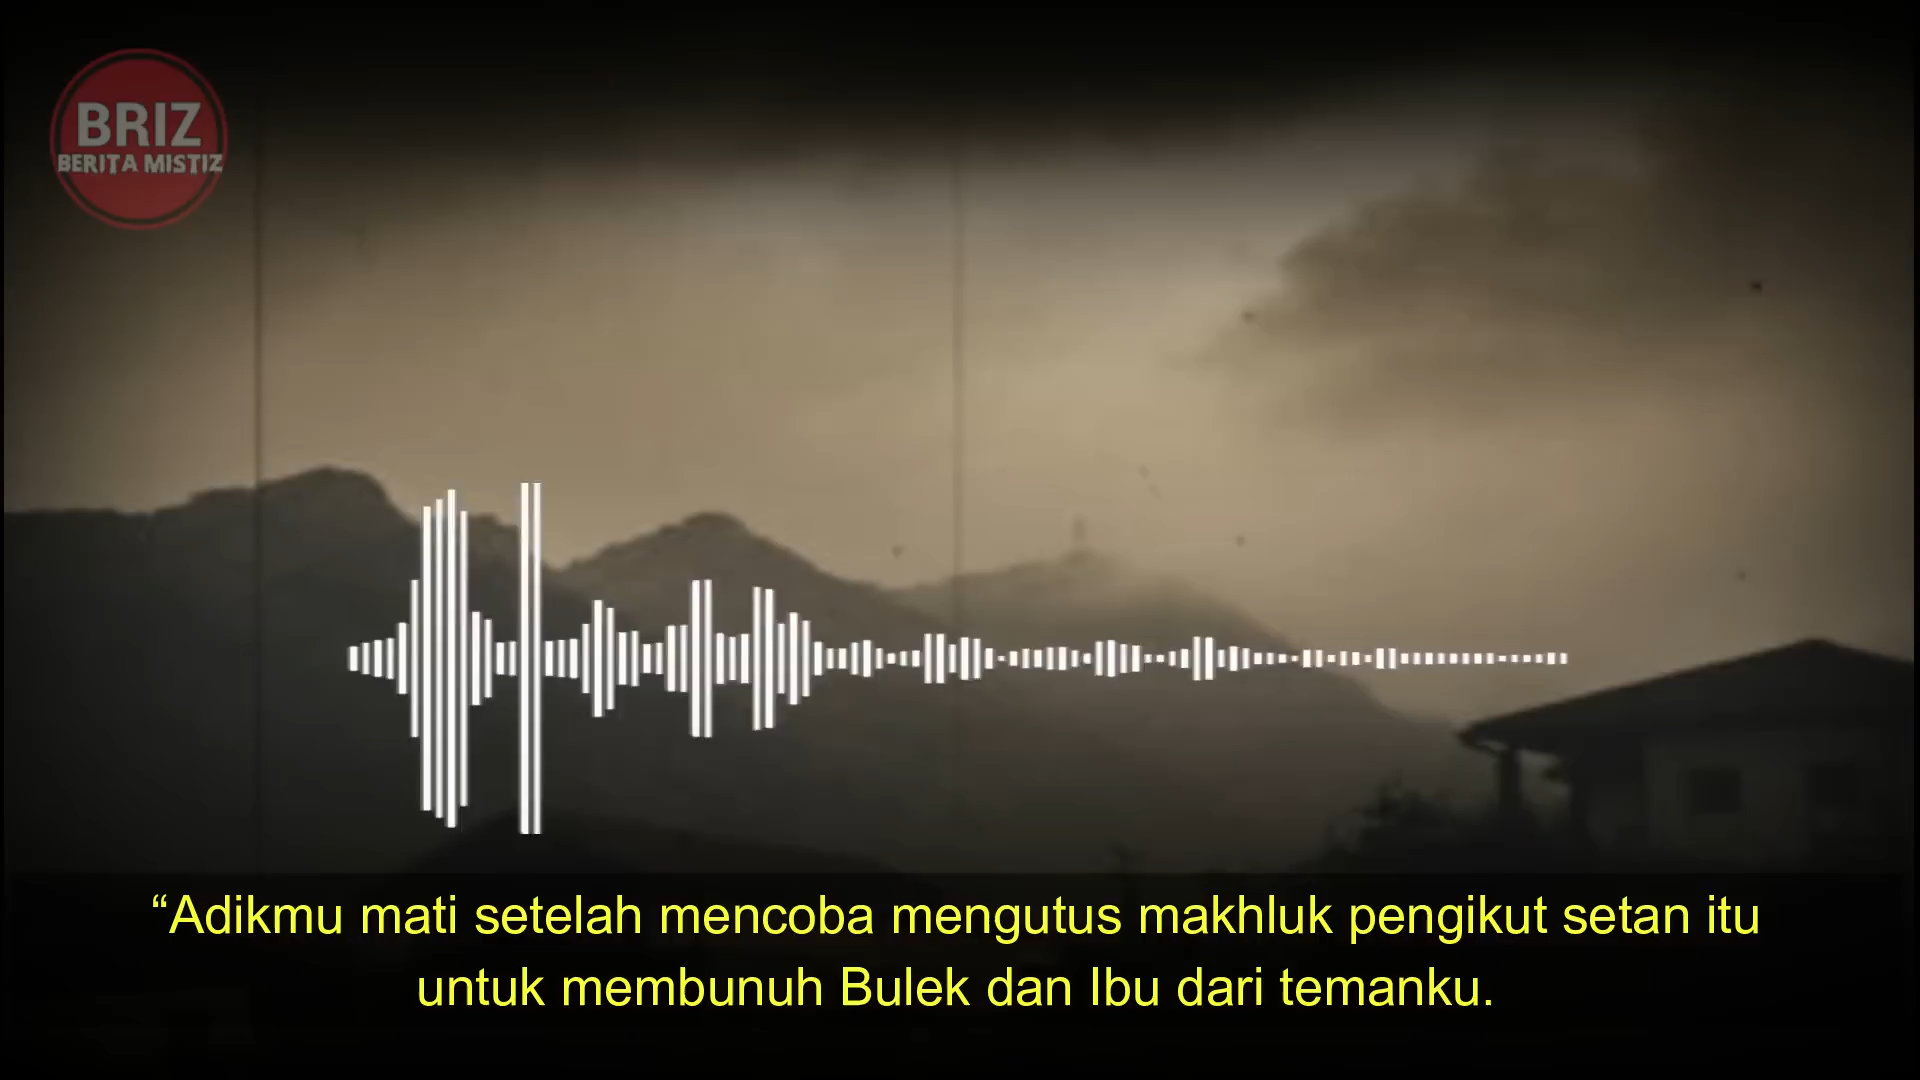 BRIZ
BERITA MISTIZ
“Adikmu mati setelah mencoba mengutus makhluk pengikut setan itu
untuk membunuh Bulek dan Ibu dari temanku.